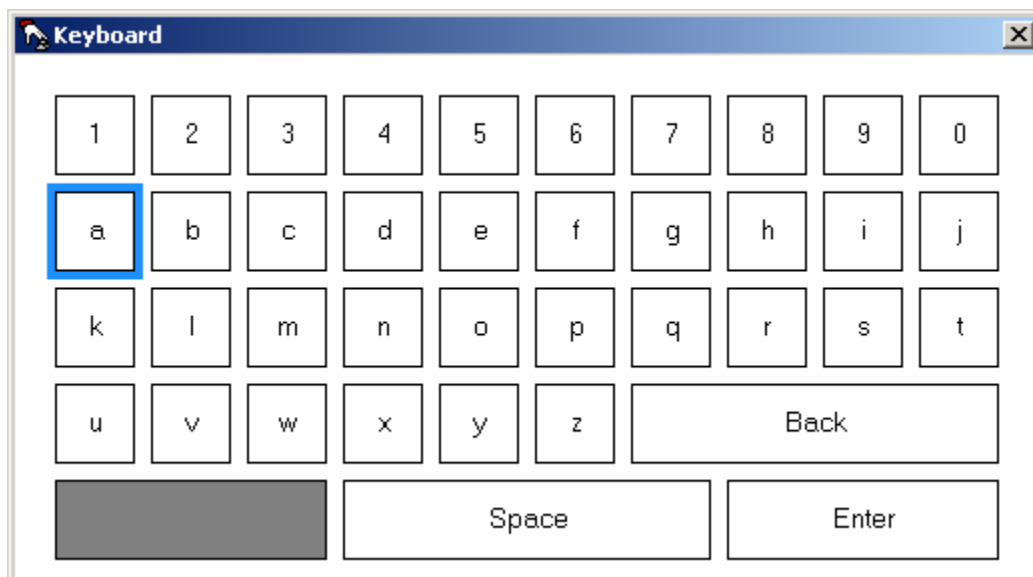 Keyboard
1 2 3 4 5 6 7 8 9 0
a b c d e f g h i j
k l m n o p q r s t
u v w x y z Back
Space Enter